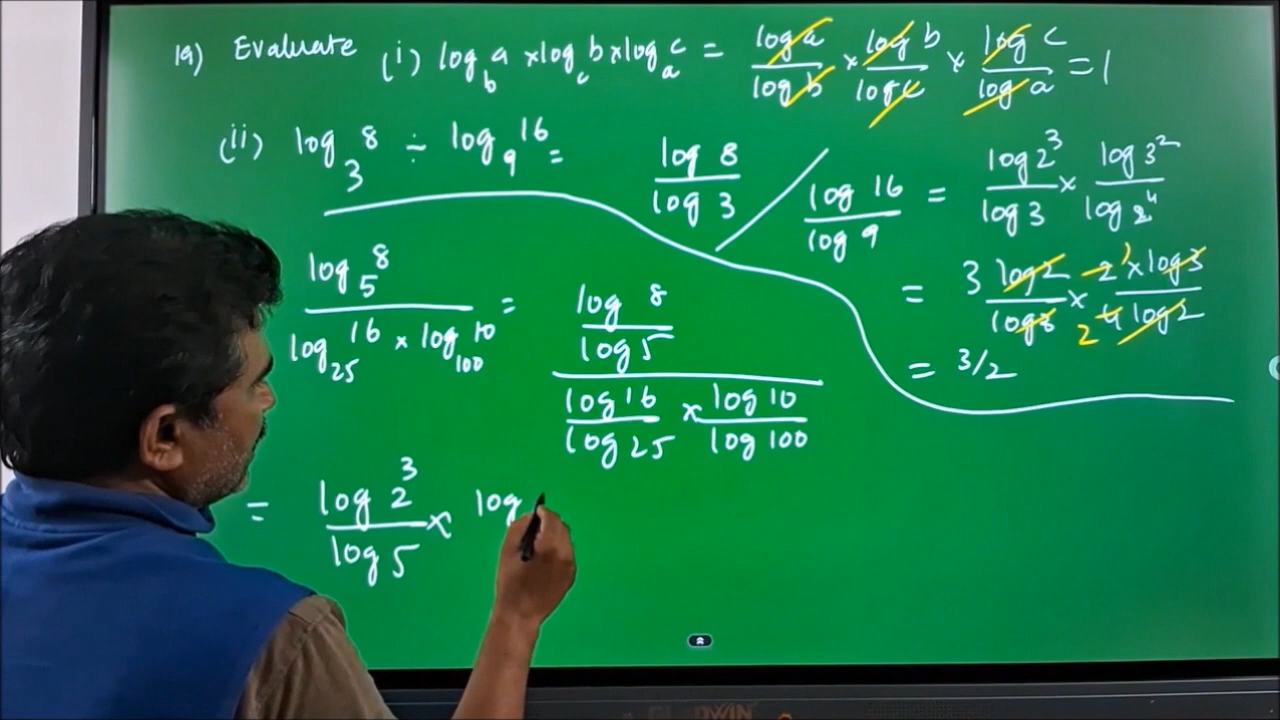 19) Evaluate (i) log_b a × log_c b × log_a c = log a / log b × log b / log c × log c / log a = 1
(ii) log_3 8 ÷ log_9 16 = log 8 / log 3 / log 16 / log 9 = log 2^3 / log 3 × log 3^2 / log 2^4
= 3 log 2 / log 3 × 2 1 × log 3 / 2 4 log 2
= 3/2
log_5 8 / log_25 16 × log_100 10 = log 8 / log 5 / log 16 / log 25 × log 10 / log 100
= log 2^3 / log 5 × log